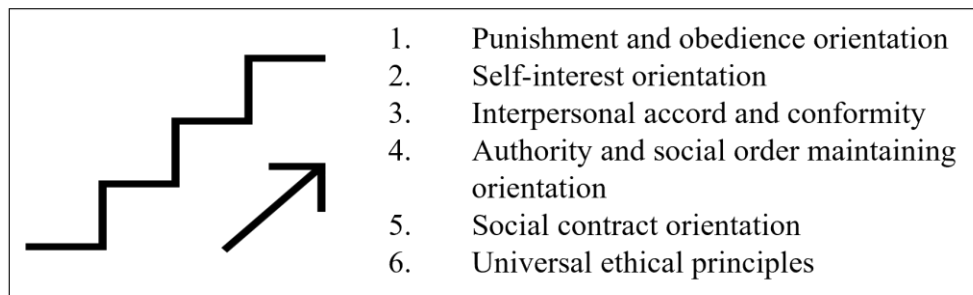 1. Punishment and obedience orientation
2. Self-interest orientation
3. Interpersonal accord and conformity
4. Authority and social order maintaining
orientation
5. Social contract orientation
6. Universal ethical principles